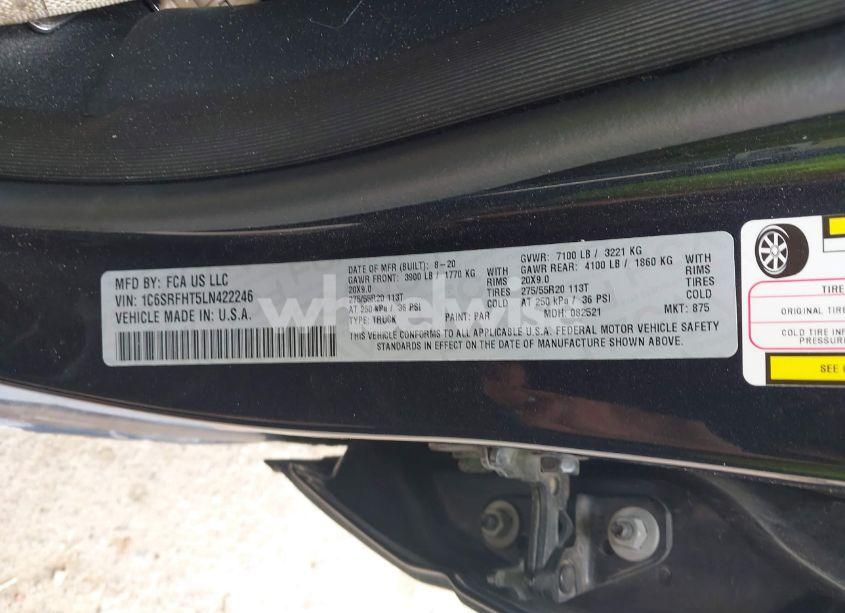 MFD BY: FCA US LLC
VIN: 1C6SRFHT5LN422246
VEHICLE MADE IN: U.S.A.
DATE OF MFR (BUILT): 8-20
GVWR: 7100 LB / 3221 KG
GAWR FRONT: 3900 LB / 1770 KG WITH
GAWR REAR: 4100 LB / 1860 KG WITH
20X9.0 RIMS
20X9.0 RIMS
275/55R20 113T TIRES
275/55R20 113T TIRES
AT 250 kPa / 36 PSI COLD
AT 250 kPa / 36 PSI COLD
TYPE: TRUCK PAINT: PAR MDH: 082521 MKT: 875
THIS VEHICLE CONFORMS TO ALL APPLICABLE U.S.A. FEDERAL MOTOR VEHICLE SAFETY
STANDARDS IN EFFECT ON THE DATE OF MANUFACTURE SHOWN ABOVE.
TIRE
ORIGINAL TIRE
COLD TIRE
PRESSURE
SEE